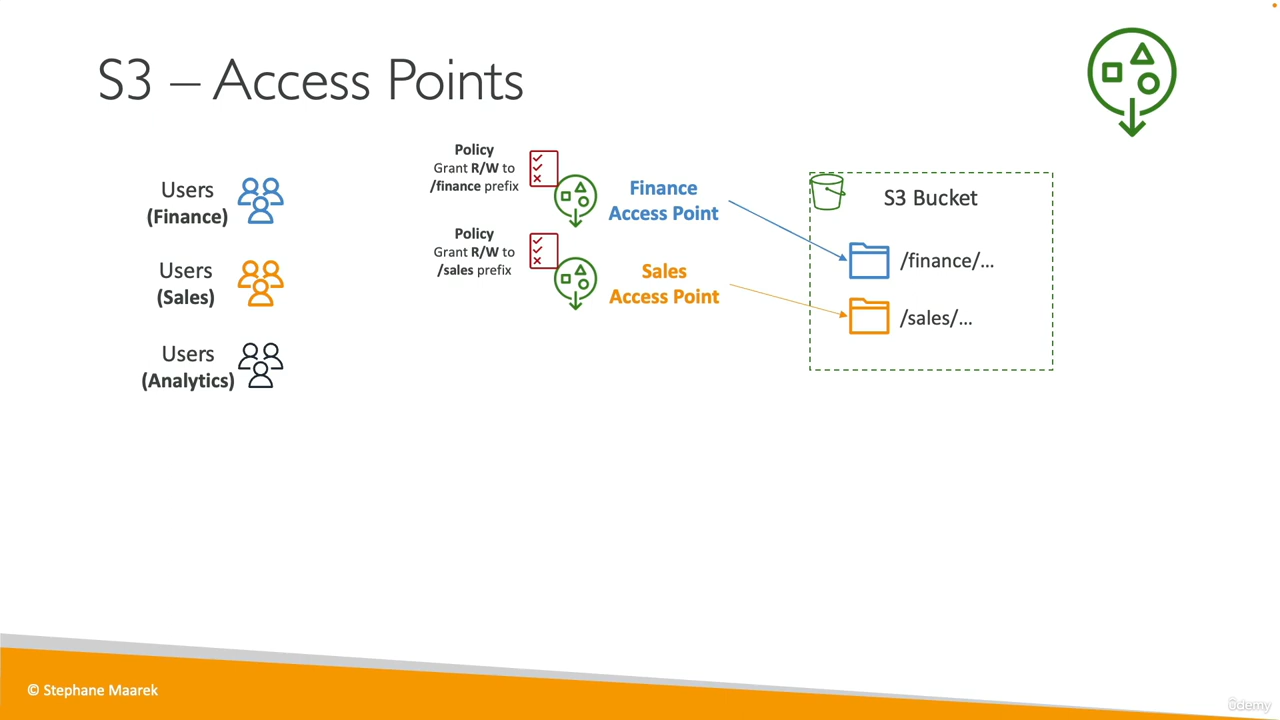 S3 – Access Points
Users
(Finance)
Policy
Grant R/W to
/finance prefix
Finance
Access Point
S3 Bucket
/finance/...
Users
(Sales)
Policy
Grant R/W to
/sales prefix
Sales
Access Point
/sales/...
Users
(Analytics)
© Stephane Maarek
ûdemy